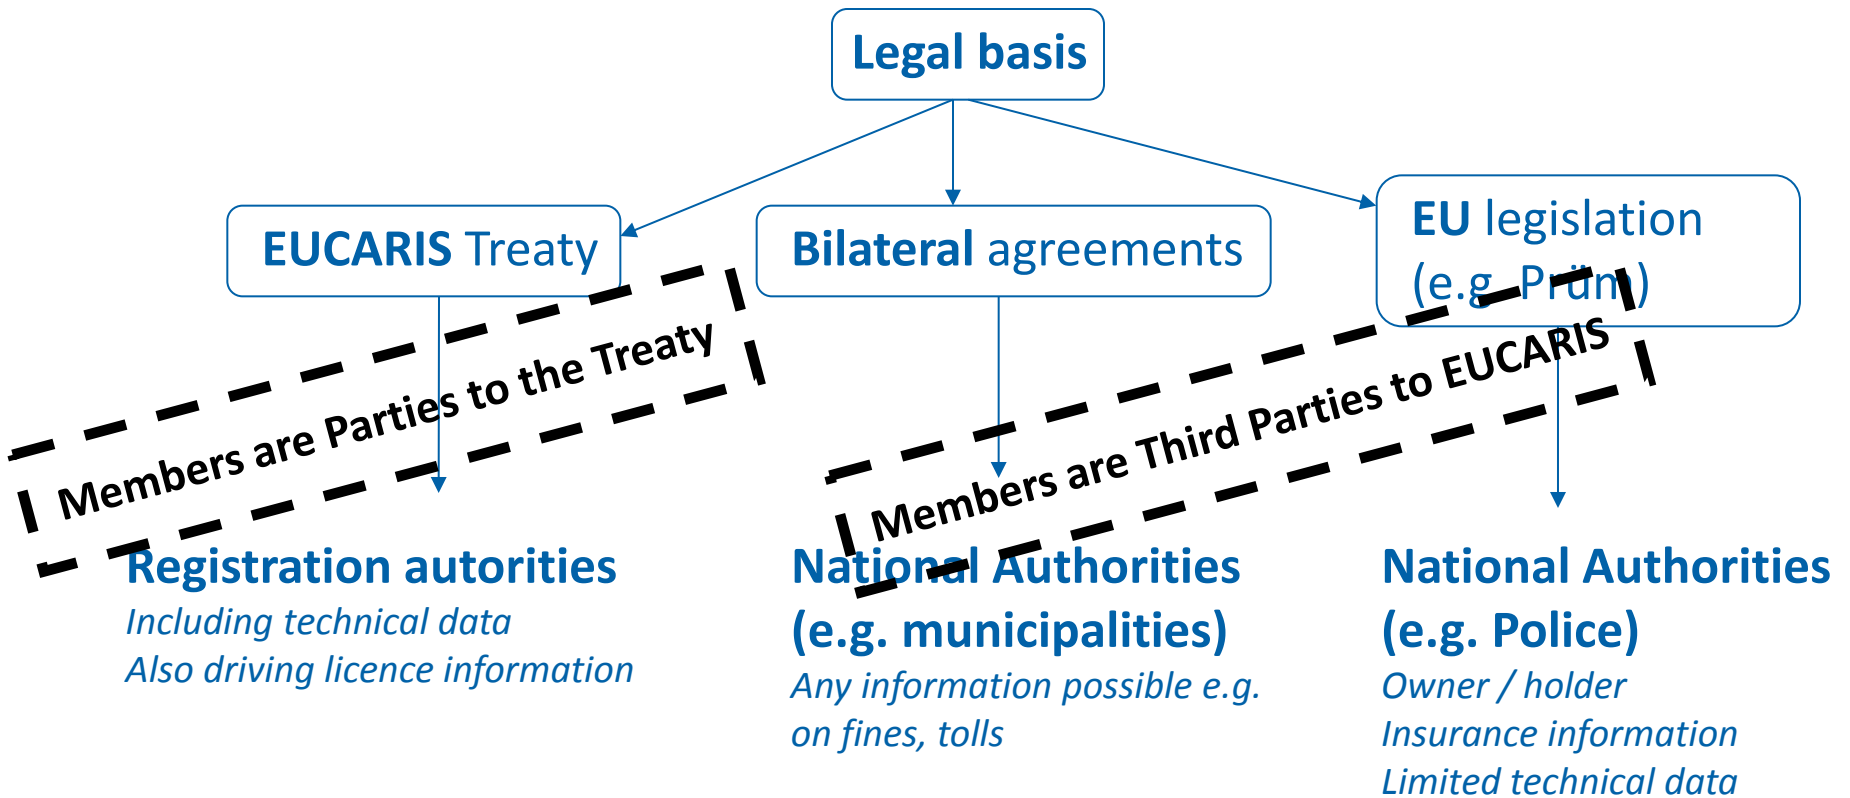 Legal basis
EUCARIS Treaty
Bilateral agreements
EU legislation
(e.g. Prüm)
Members are Parties to the Treaty
Members are Third Parties to EUCARIS
Registration autorities
Including technical data
Also driving licence information
National Authorities
(e.g. municipalities)
Any information possible e.g.
on fines, tolls
National Authorities
(e.g. Police)
Owner / holder
Insurance information
Limited technical data